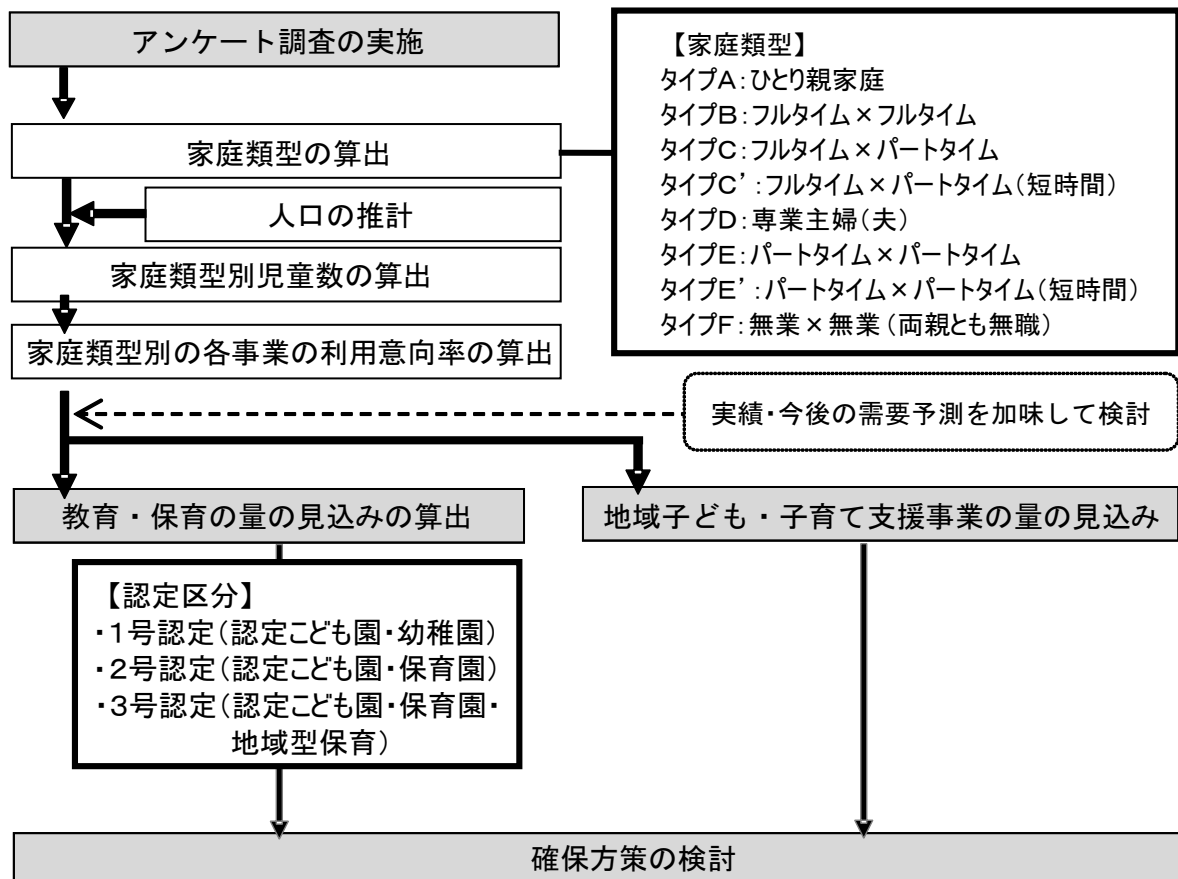 アンケート調査の実施
家庭類型の算出
人口の推計
家庭類型別児童数の算出
家庭類型別の各事業の利用意向率の算出
【家庭類型】
タイプA：ひとり親家庭
タイプB：フルタイム×フルタイム
タイプC：フルタイム×パートタイム
タイプC’：フルタイム×パートタイム（短時間）
タイプD：専業主婦（夫）
タイプE：パートタイム×パートタイム
タイプE’：パートタイム×パートタイム（短時間）
タイプF：無業×無業（両親とも無職）
実績・今後の需要予測を加味して検討
教育・保育の量の見込みの算出
地域子ども・子育て支援事業の量の見込み
【認定区分】
・１号認定（認定こども園・幼稚園）
・２号認定（認定こども園・保育園）
・３号認定（認定こども園・保育園・
地域型保育）
確保方策の検討